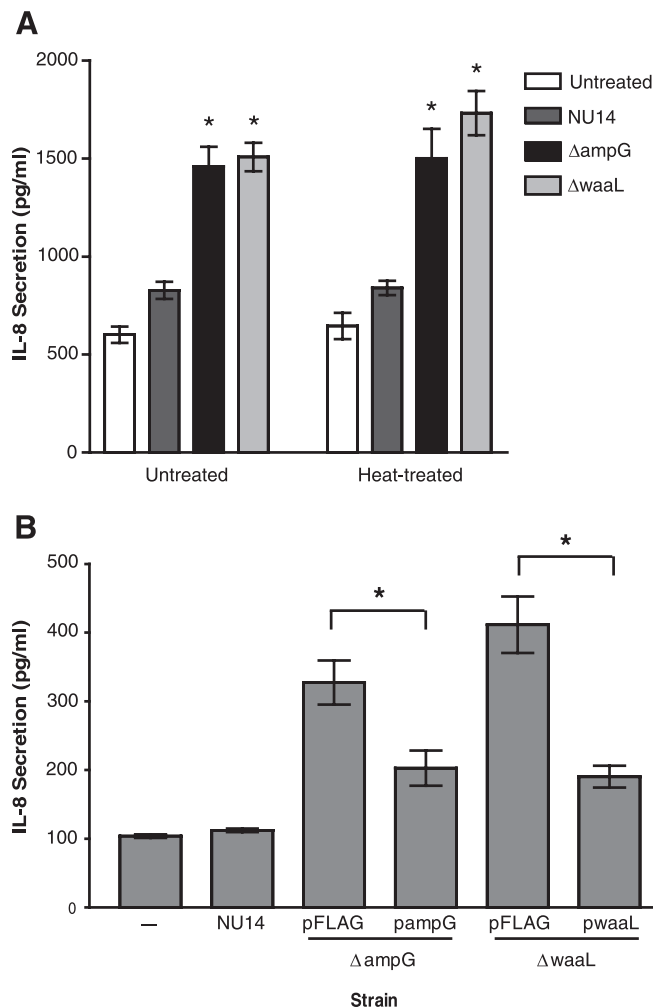 A
2000
1500
1000
500
0
IL-8 Secretion (pg/ml)
* * * *
Untreated
NU14
ΔampG
ΔwaaL
Untreated Heat-treated
B
500
400
300
200
100
0
IL-8 Secretion (pg/ml)
* *
– NU14 pFLAG pampG pFLAG pwaaL
ΔampG ΔwaaL
Strain